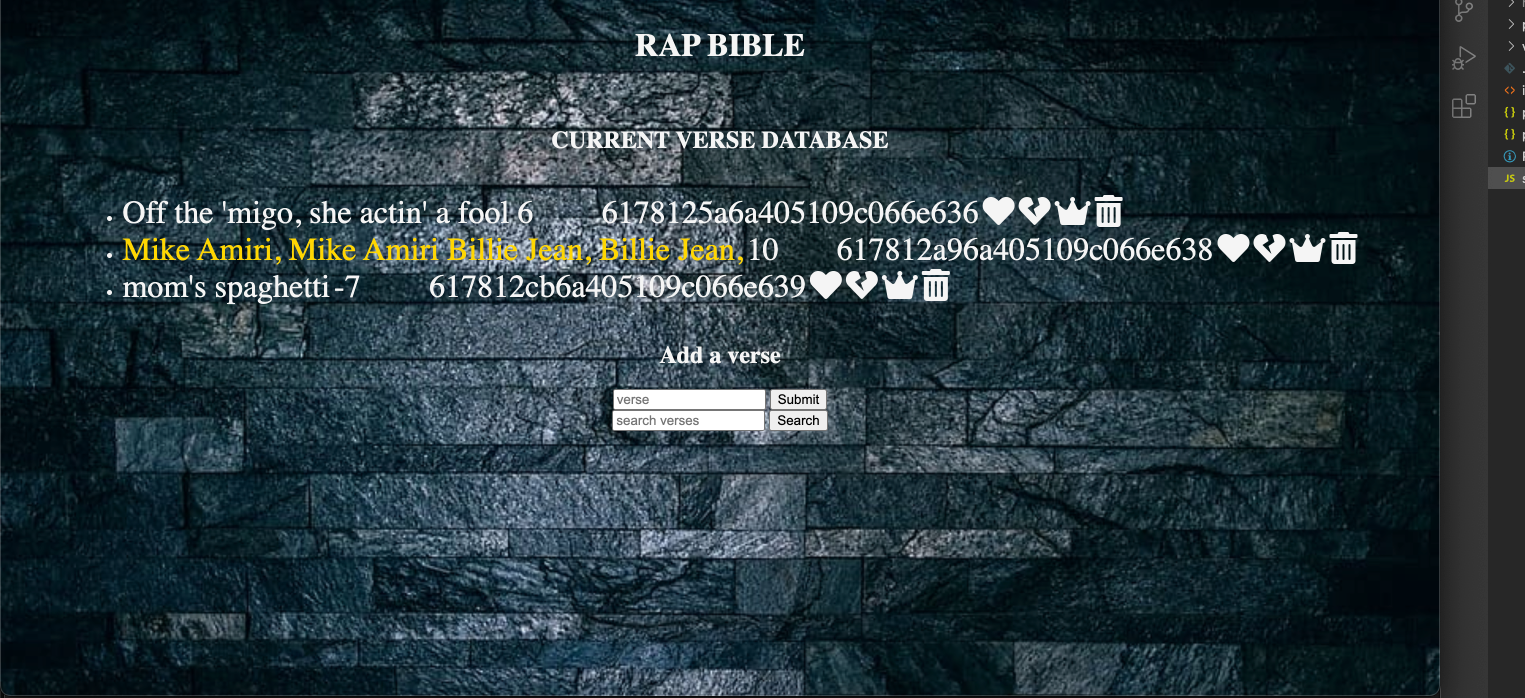 RAP BIBLE
CURRENT VERSE DATABASE
Off the 'migo, she actin' a fool 6 6178125a6a405109c066e636
Mike Amiri, Mike Amiri Billie Jean, Billie Jean, 10 617812a96a405109c066e638
mom's spaghetti -7 617812cb6a405109c066e639
Add a verse
verse Submit
search verses Search
JS